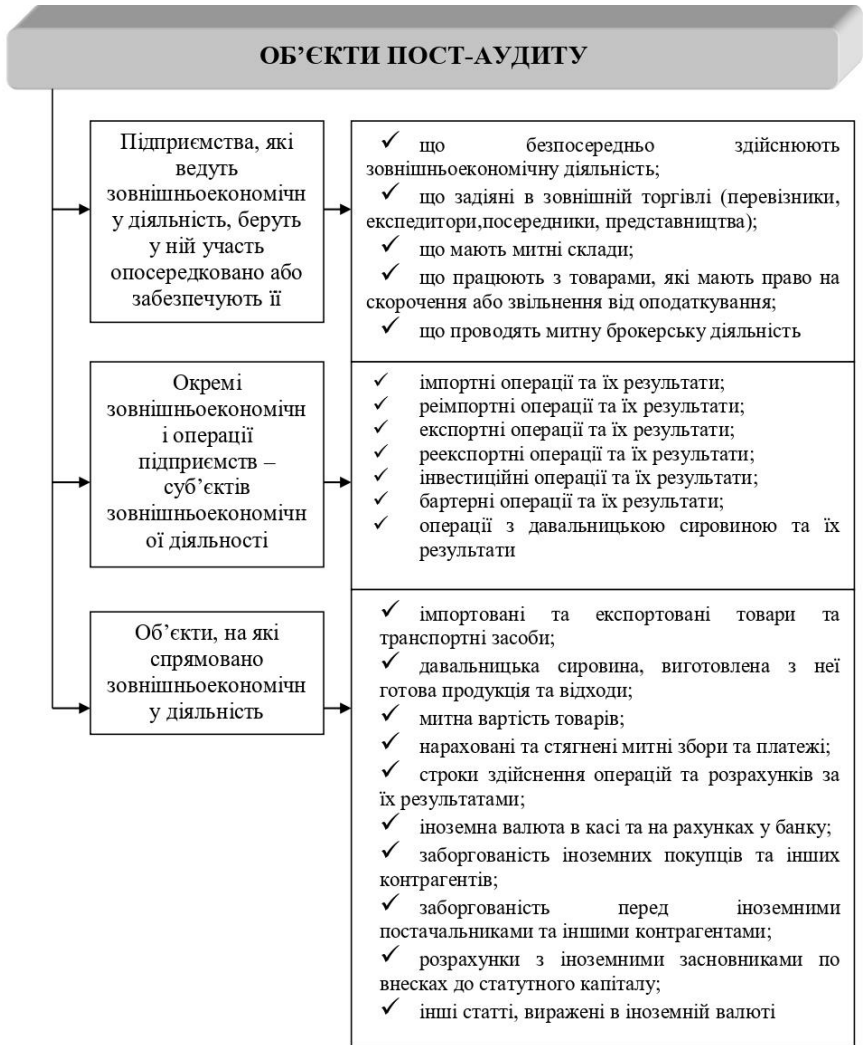 ОБ’ЄКТИ ПОСТ-АУДИТУ
Підприємства, які
ведуть
зовнішньоекономічн
у діяльність, беруть
у ній участь
опосередковано або
забезпечують її
✓ що безпосередньо здійснюють
зовнішньоекономічну діяльність;
✓ що задіяні в зовнішній торгівлі (перевізники,
експедитори,посередники, представництва);
✓ що мають митні склади;
✓ що працюють з товарами, які мають право на
скорочення або звільнення від оподаткування;
✓ що проводять митну брокерську діяльність
Окремі
зовнішньоекономічн
і операції
підприємств –
суб’єктів
зовнішньоекономічн
ої діяльності
✓ імпортні операції та їх результати;
✓ реімпортні операції та їх результати;
✓ експортні операції та їх результати;
✓ реекспортні операції та їх результати;
✓ інвестиційні операції та їх результати;
✓ бартерні операції та їх результати;
✓ операції з давальницькою сировиною та їх
результати
Об’єкти, на які
спрямовано
зовнішньоекономічн
у діяльність
✓ імпортовані та експортовані товари та
транспортні засоби;
✓ давальницька сировина, виготовлена з неї
готова продукція та відходи;
✓ митна вартість товарів;
✓ нараховані та стягнені митні збори та платежі;
✓ строки здійснення операцій та розрахунків за
їх результатами;
✓ іноземна валюта в касі та на рахунках у банку;
✓ заборгованість іноземних покупців та інших
контрагентів;
✓ заборгованість перед іноземними
постачальниками та іншими контрагентами;
✓ розрахунки з іноземними засновниками по
внесках до статутного капіталу;
✓ інші статті, виражені в іноземній валюті